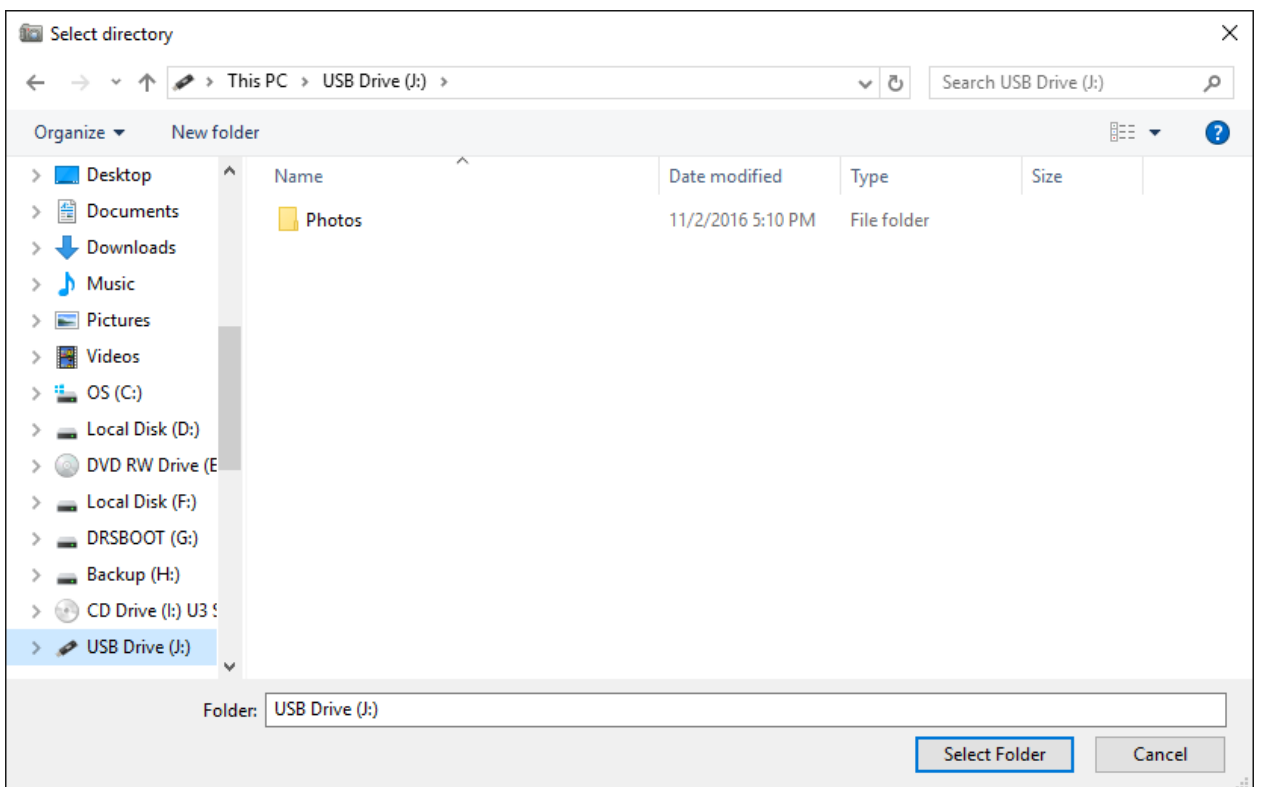 Select directory
This PC > USB Drive (J:) >
Search USB Drive (J:)
Organize
New folder
Name
Date modified
Type
Size
Desktop
Documents
Downloads
Music
Pictures
Videos
OS (C:)
Local Disk (D:)
DVD RW Drive (E
Local Disk (F:)
DRSBOOT (G:)
Backup (H:)
CD Drive (I:) U3 S
USB Drive (J:)
Photos
11/2/2016 5:10 PM
File folder
Folder:
USB Drive (J:)
Select Folder
Cancel